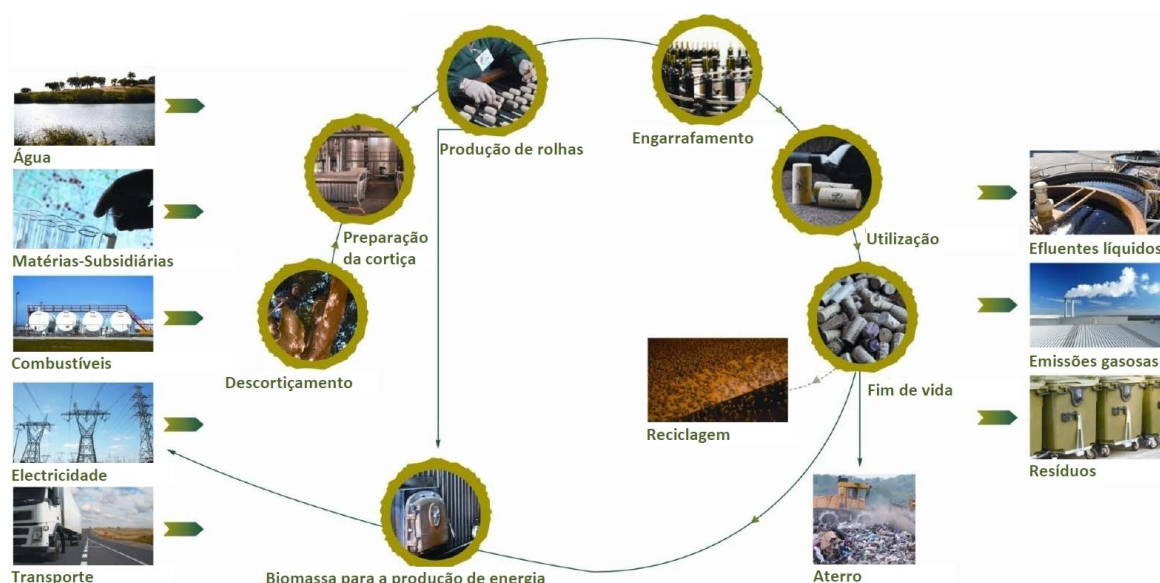 Água
Matérias-Subsidiárias
Combustíveis
Electricidade
Transporte
Descortiçamento
Preparação
da cortiça
Produção de rolhas
Engarrafamento
Utilização
Fim de vida
Reciclagem
Aterro
Biomassa para a produção de energia
Efluentes líquidos
Emissões gasosas
Resíduos